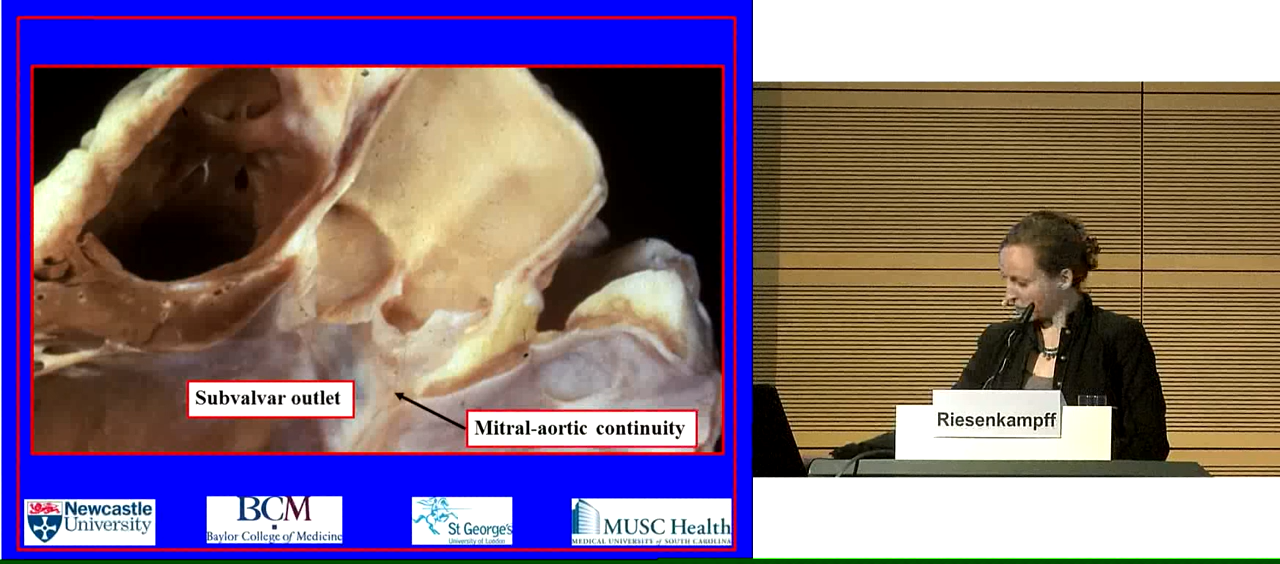 Subvalvar outlet
Mitral-aortic continuity
Newcastle
University
BCM
Baylor College of Medicine
St George's
University of London
MUSC Health
MEDICAL UNIVERSITY of SOUTH CAROLINA
Riesenkampff